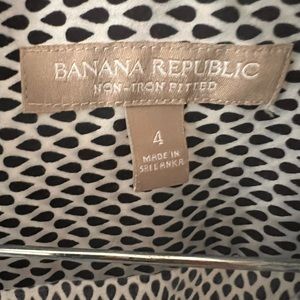 BANANA REPUBLIC
NON-IRON FITTED
4
MADE IN
SRI LANKA